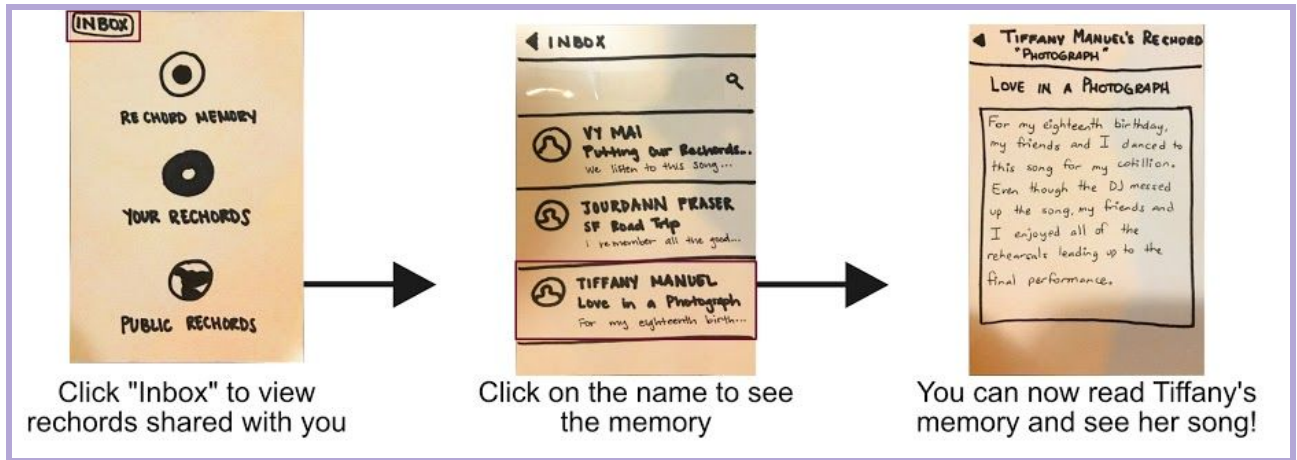 INBOX
RECHORD MEMORY
YOUR RECHORDS
PUBLIC RECHORDS
Click "Inbox" to view
rechords shared with you
INBOX
VY MAI
Putting Our Rechords...
We listen to this song...
JOURDANN FRASER
SF Road Trip
I remember all the good...
TIFFANY MANUEL
Love in a Photograph
For my eighteenth birth...
Click on the name to see
the memory
TIFFANY MANUEL'S RECHORD
"PHOTOGRAPH"
LOVE IN A PHOTOGRAPH
For my eighteenth birthday,
my friends and I danced to
this song for my cotillion.
Even though the DJ messed
up the song, my friends and
I enjoyed all of the
rehearsals leading up to the
final performance.
You can now read Tiffany's
memory and see her song!